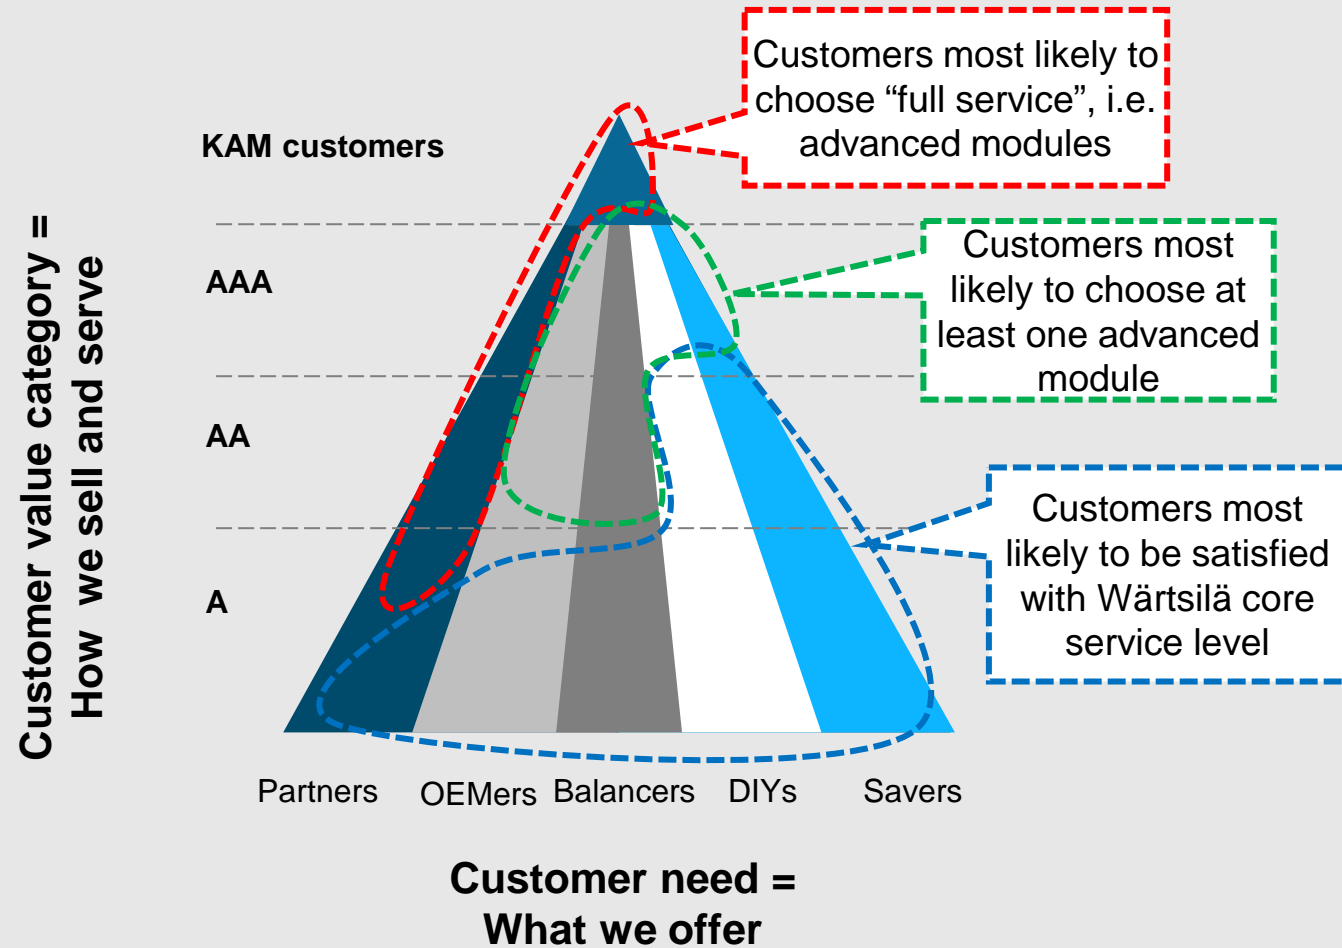 Customers most likely to
choose “full service”, i.e.
advanced modules
KAM customers
Customer value category =
How we sell and serve
AAA
Customers most
likely to choose at
least one advanced
module
AA
Customers most
likely to be satisfied
with Wärtsilä core
service level
A
Partners
OEMers
Balancers
DIYs
Savers
Customer need =
What we offer